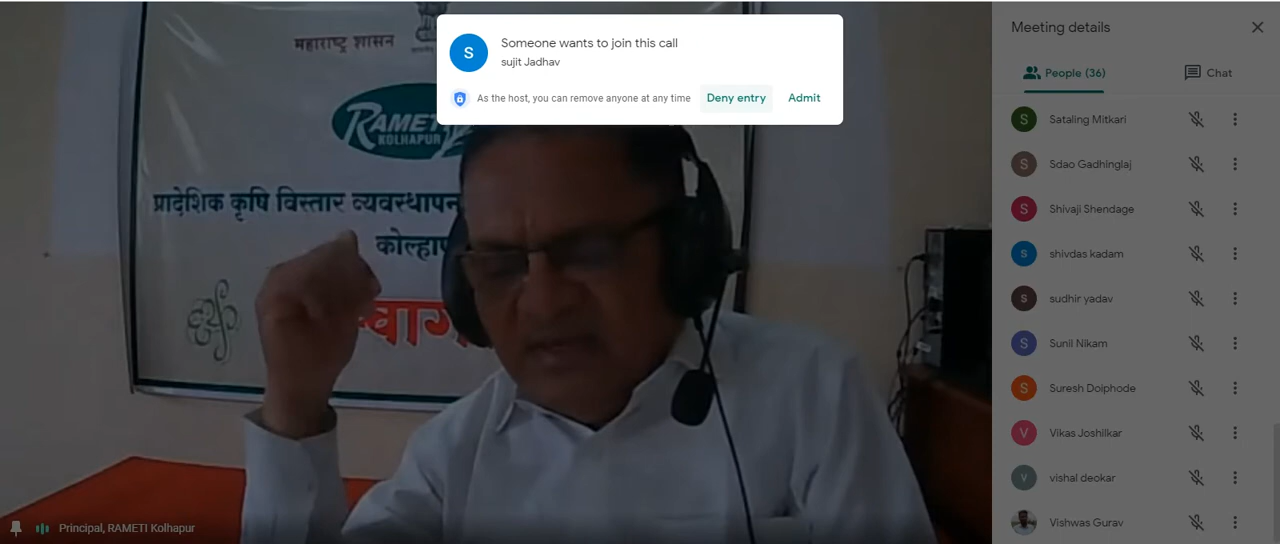 महाराष्ट्र शासन
RAMETI
KOLHAPUR
प्रादेशिक कृषि विस्तार व्यवस्थापन
Principal, RAMETI Kolhapur
Someone wants to join this call
S
sujit Jadhav
As the host, you can remove anyone at any time
Deny entry
Admit
Meeting details
People (36)
Chat
S Sataling Mitkari
S Sdao Gadhinglaj
S Shivaji Shendage
s shivdas kadam
s sudhir yadav
S Sunil Nikam
S Suresh Doiphode
V Vikas Joshilkar
v vishal deokar
Vishwas Gurav